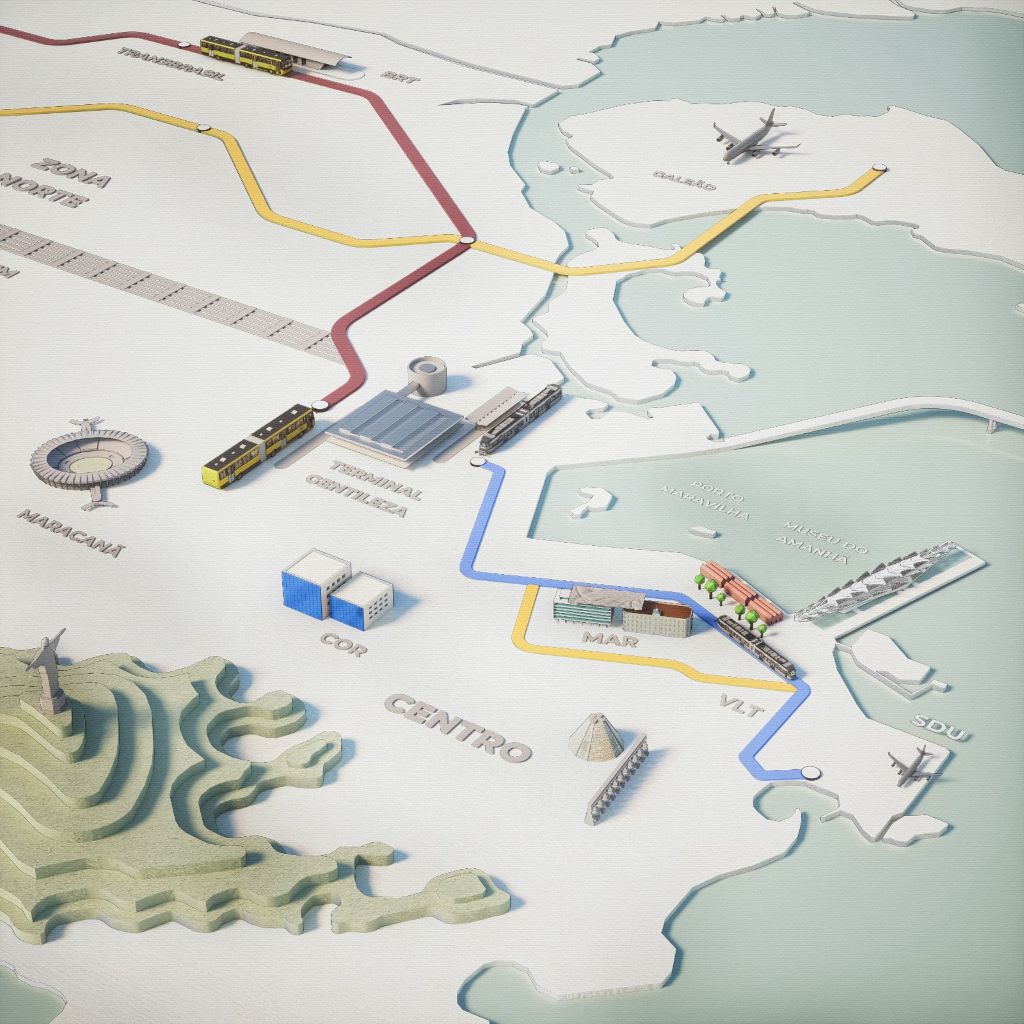 TRANSBRASIL
BRT
ZONA
NORTE
GALEÃO
TERMINAL
GENTILEZA
MARACANÃ
PORTO
MARAVILHA
MUSEU DO
AMANHÃ
COR
MAR
CENTRO
VLT
SDU